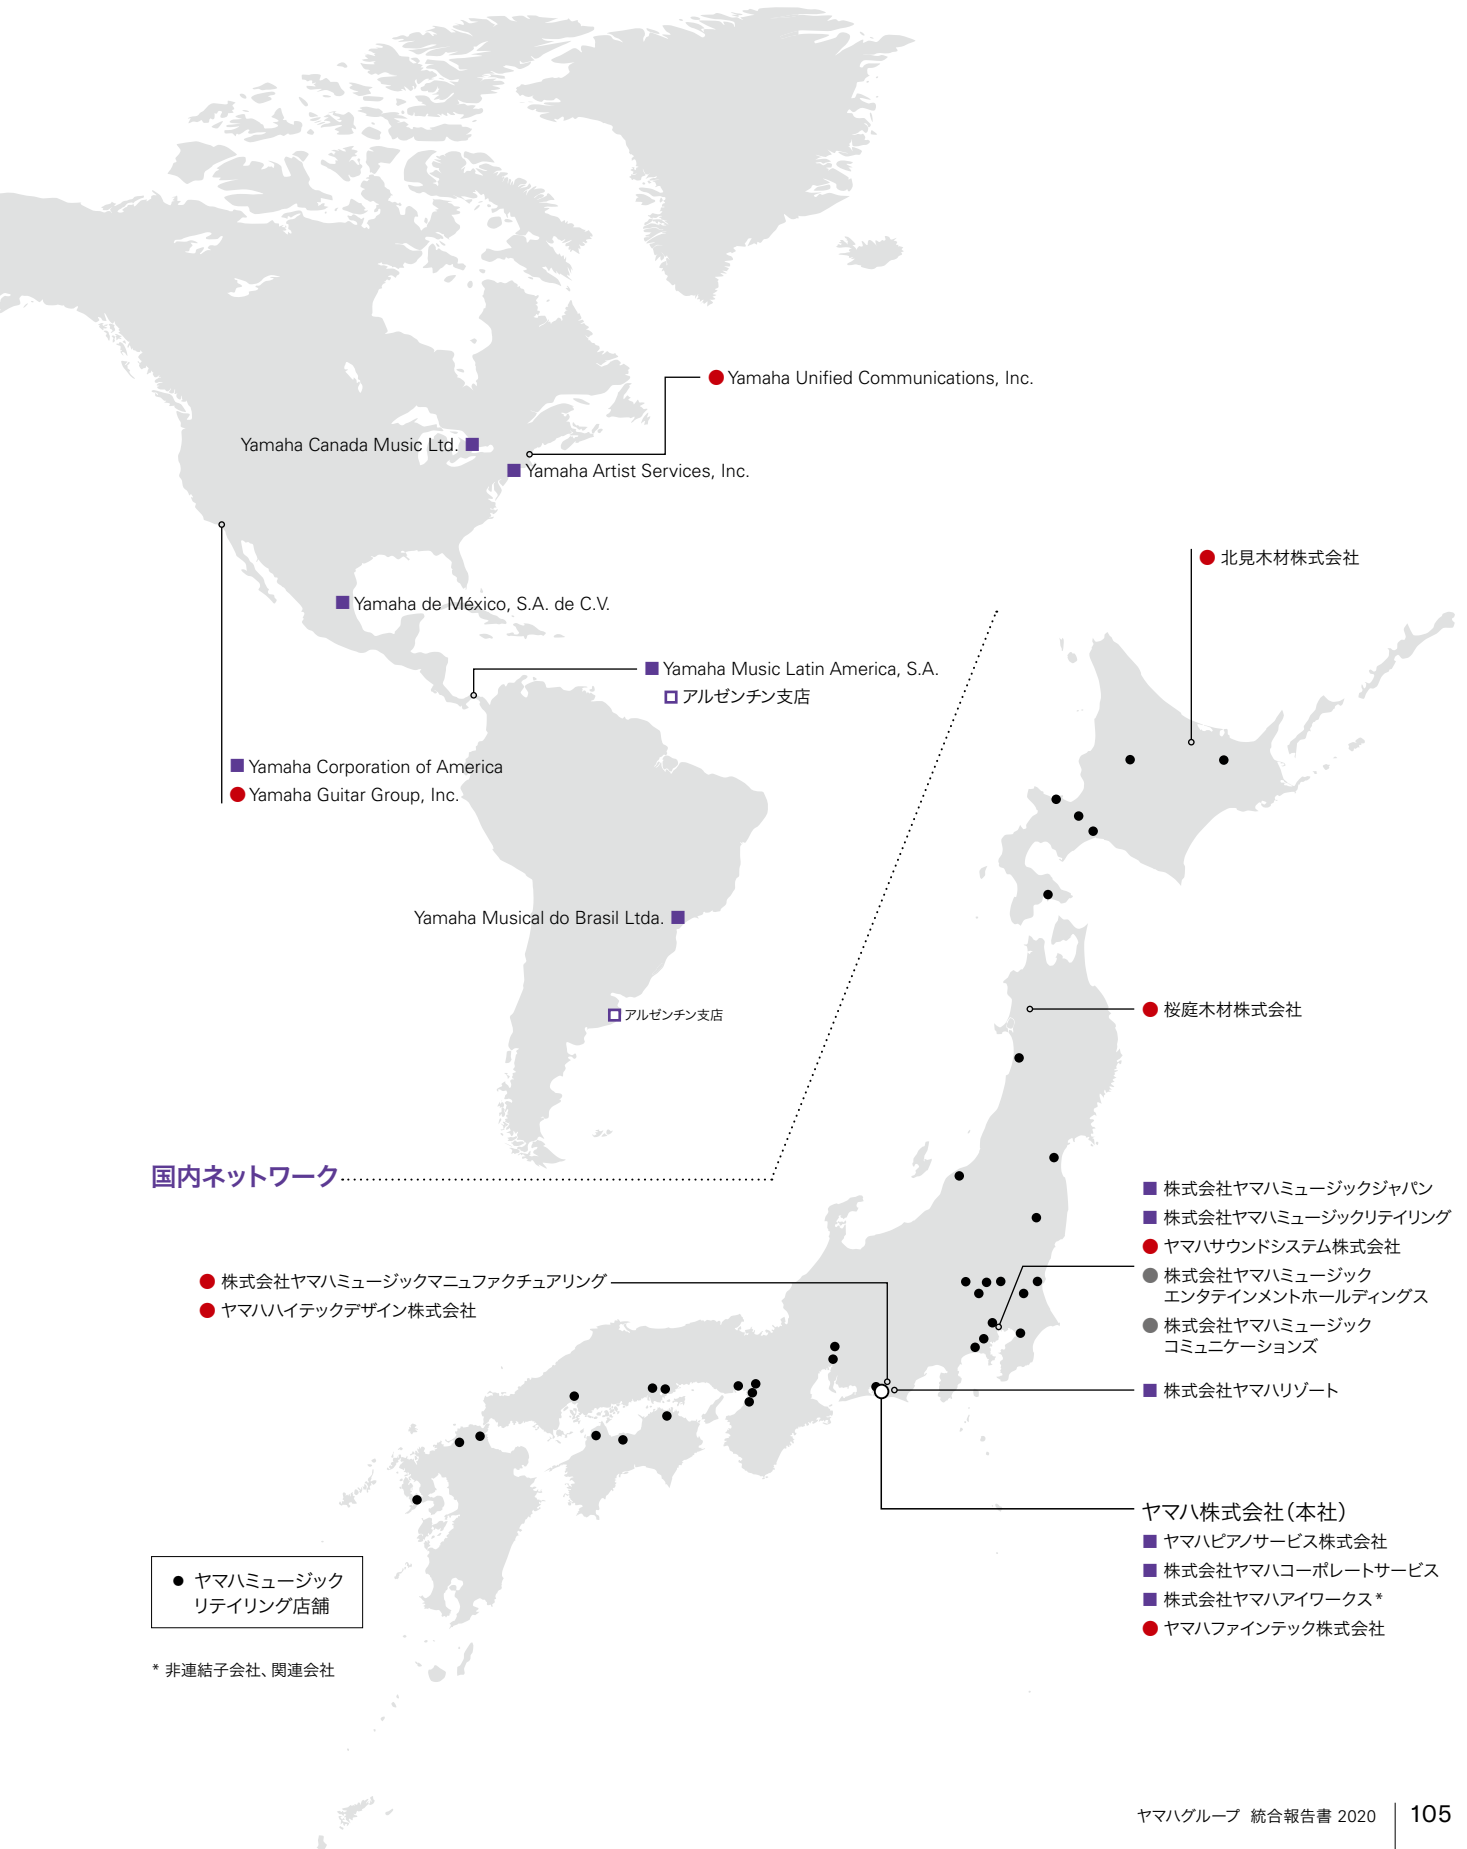 Yamaha Unified Communications, Inc.
Yamaha Canada Music Ltd.
Yamaha Artist Services, Inc.
Yamaha de México, S.A. de C.V.
Yamaha Music Latin America, S.A.
アルゼンチン支店
Yamaha Corporation of America
Yamaha Guitar Group, Inc.
Yamaha Musical do Brasil Ltda.
アルゼンチン支店
国内ネットワーク
北見木材株式会社
桜庭木材株式会社
株式会社ヤマハミュージックジャパン
株式会社ヤマハミュージックリテイリング
ヤマハサウンドシステム株式会社
株式会社ヤマハミュージック
エンタテインメントホールディングス
株式会社ヤマハミュージック
コミュニケーションズ
株式会社ヤマハミュージックマニュファクチュアリング
ヤマハハイテックデザイン株式会社
株式会社ヤマハリゾート
ヤマハ株式会社(本社)
ヤマハピアノサービス株式会社
株式会社ヤマハコーポレートサービス
株式会社ヤマハアイワークス*
ヤマハファインテック株式会社
● ヤマハミュージック
リテイリング店舗
* 非連結子会社、関連会社
ヤマハグループ 統合報告書 2020 105